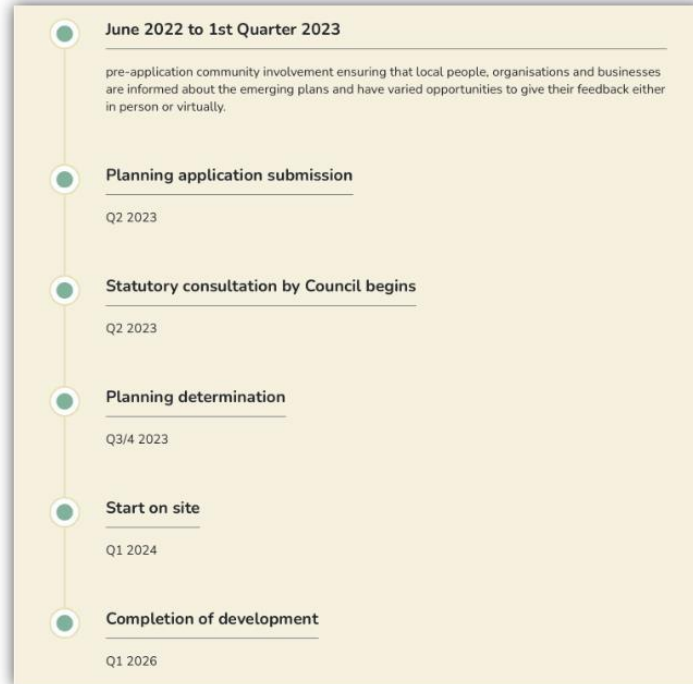 June 2022 to 1st Quarter 2023
pre-application community involvement ensuring that local people, organisations and businesses
are informed about the emerging plans and have varied opportunities to give their feedback either
in person or virtually.
Planning application submission
Q2 2023
Statutory consultation by Council begins
Q2 2023
Planning determination
Q3/4 2023
Start on site
Q1 2024
Completion of development
Q1 2026